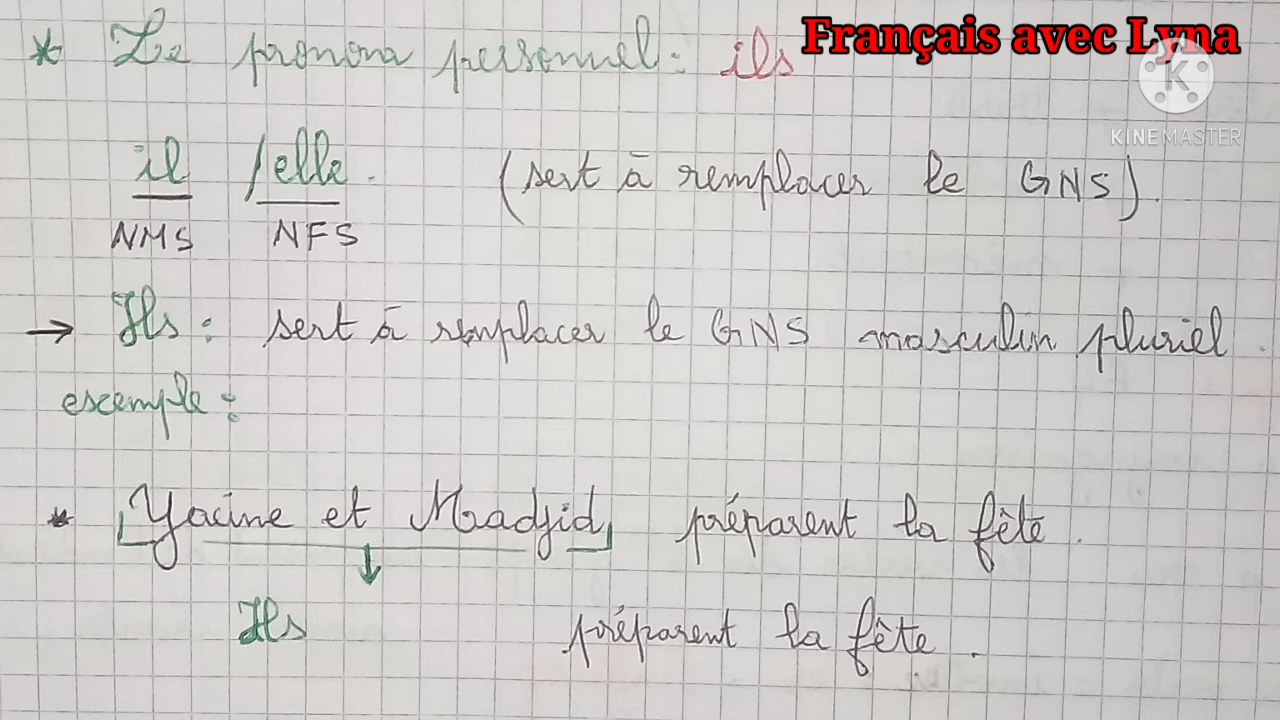 Français avec Lyna
* Le pronom personnel : ils
KINEMASTER
il / elle. (sert à remplacer le GNS).
NMS NFS
→ Ils : sert à remplacer le GNS masculin pluriel.
escemple :
* Yacine et Madjid préparent la fête.
Ils préparent la fête.